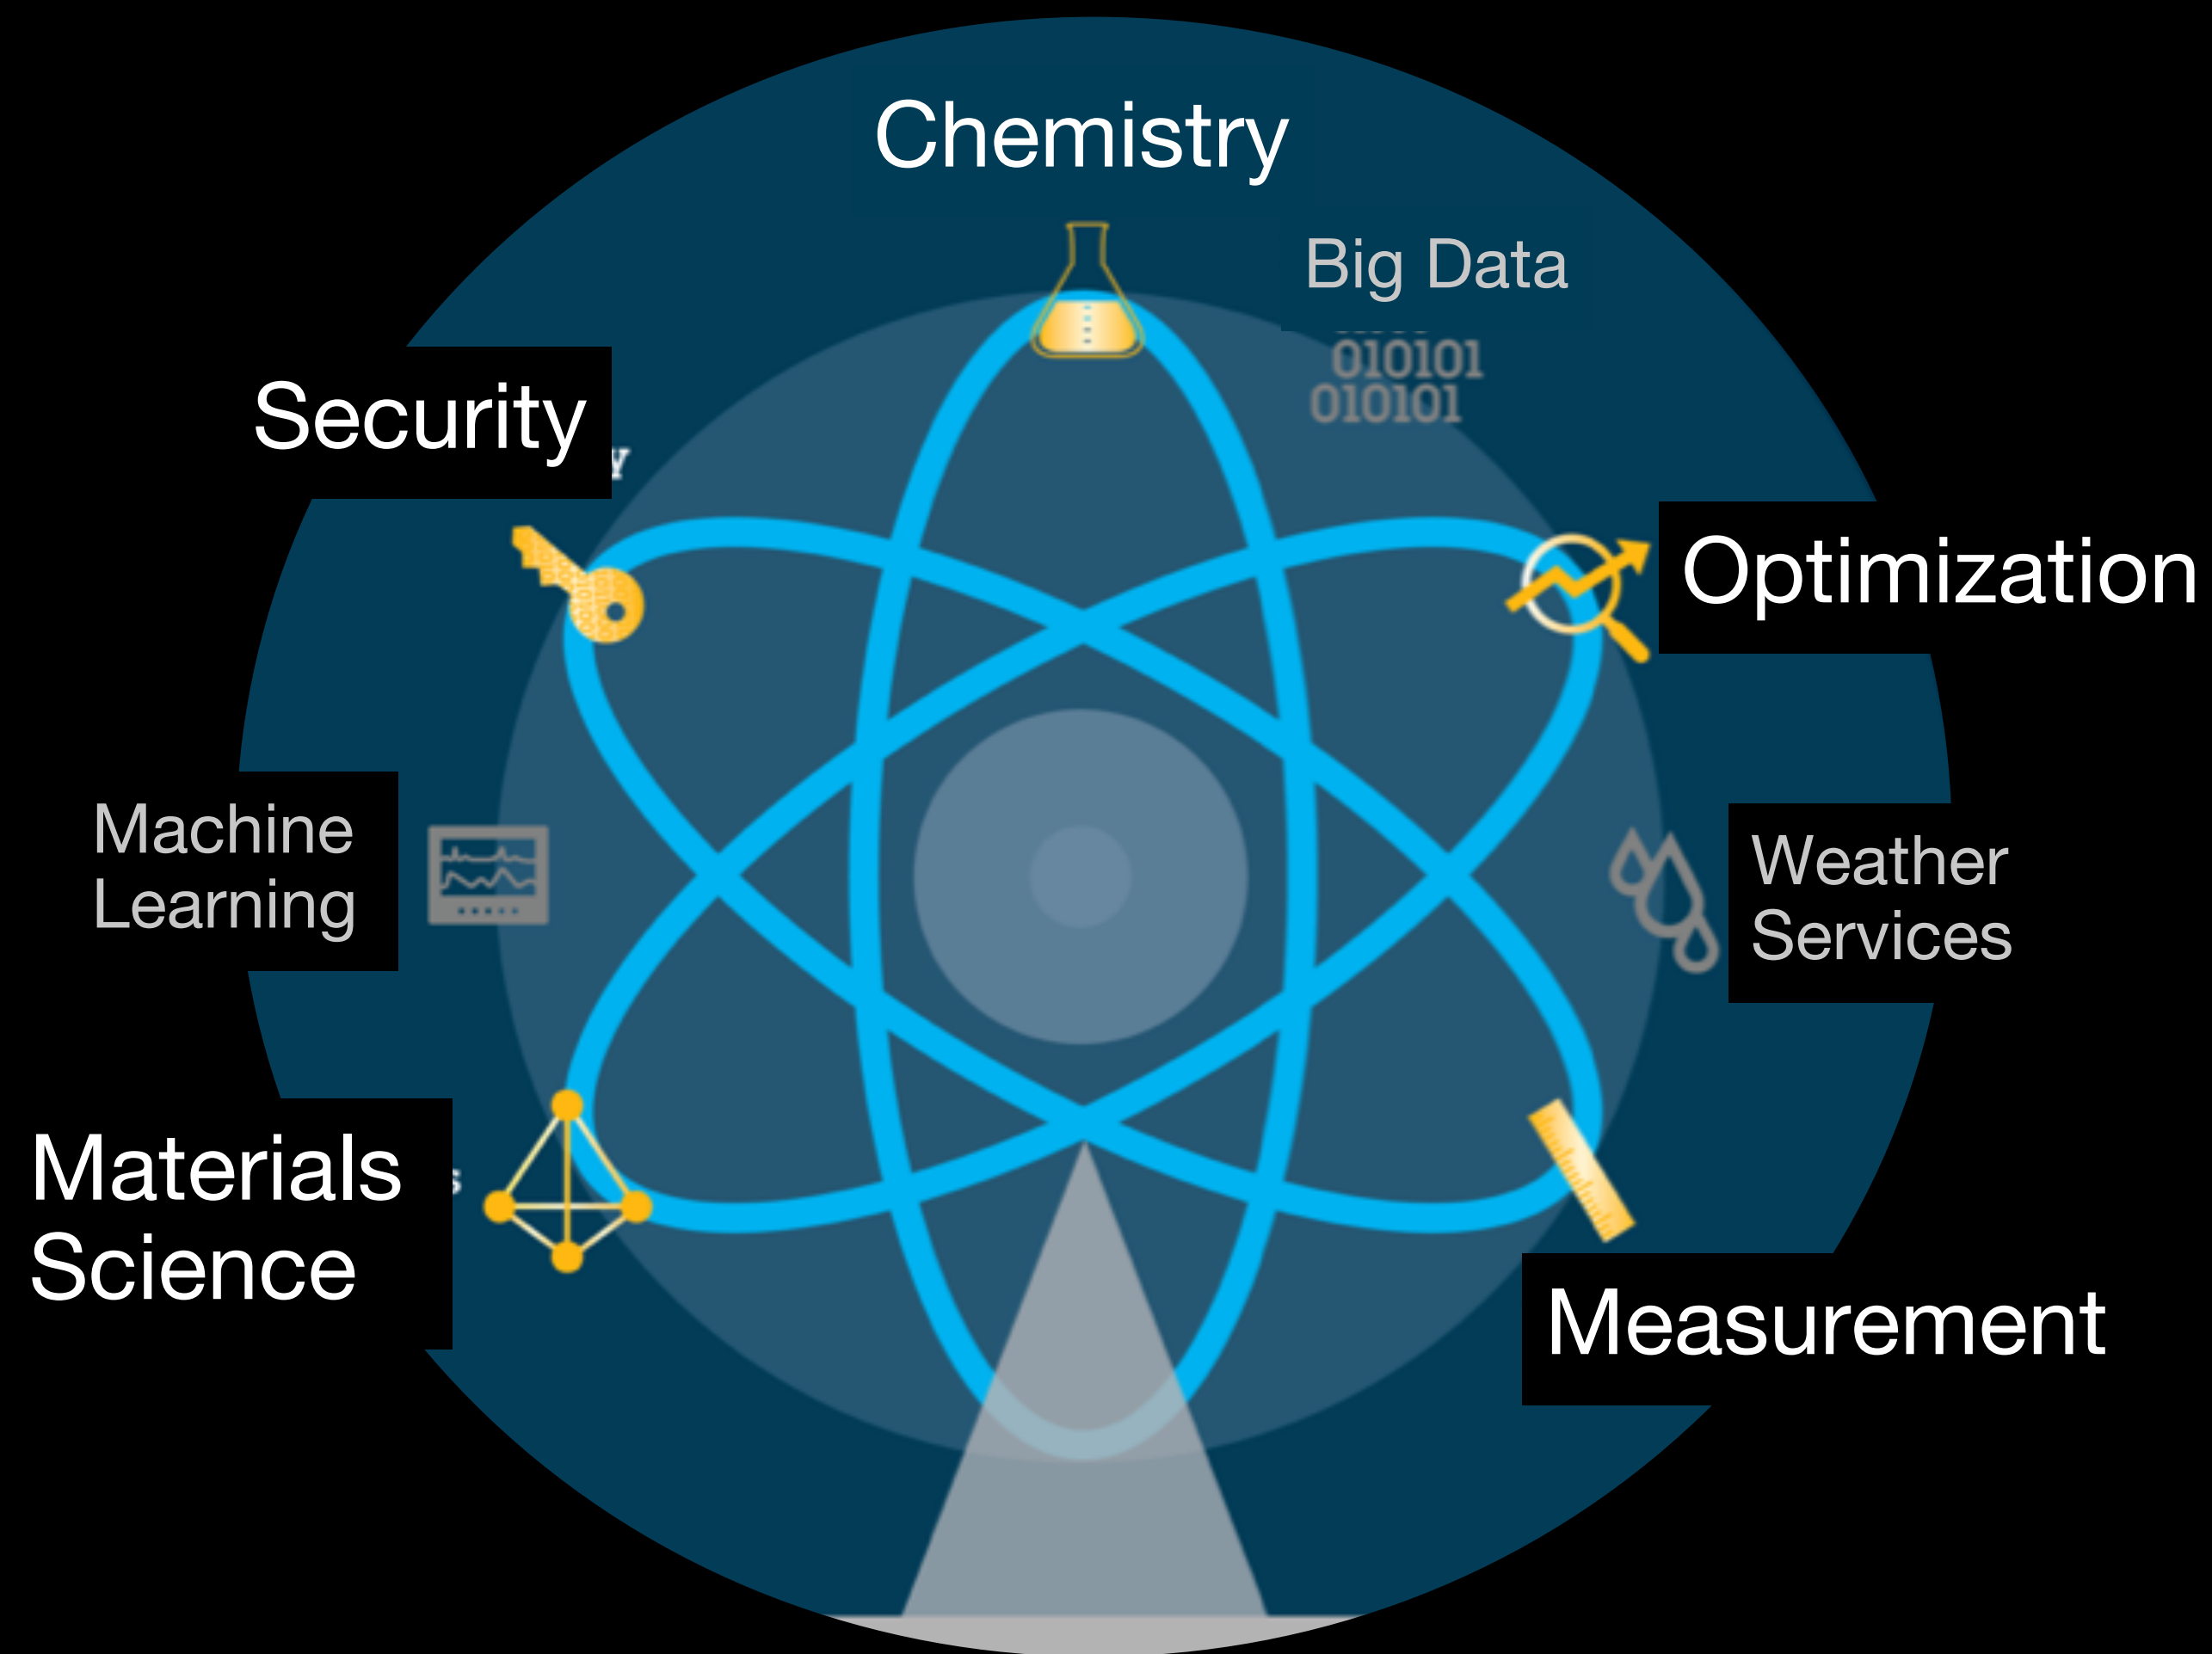 Chemistry
Big Data
010101
010101
Security
y
Optimization
Machine
Learning
Weather
Services
Materials
s
Science
Measurement